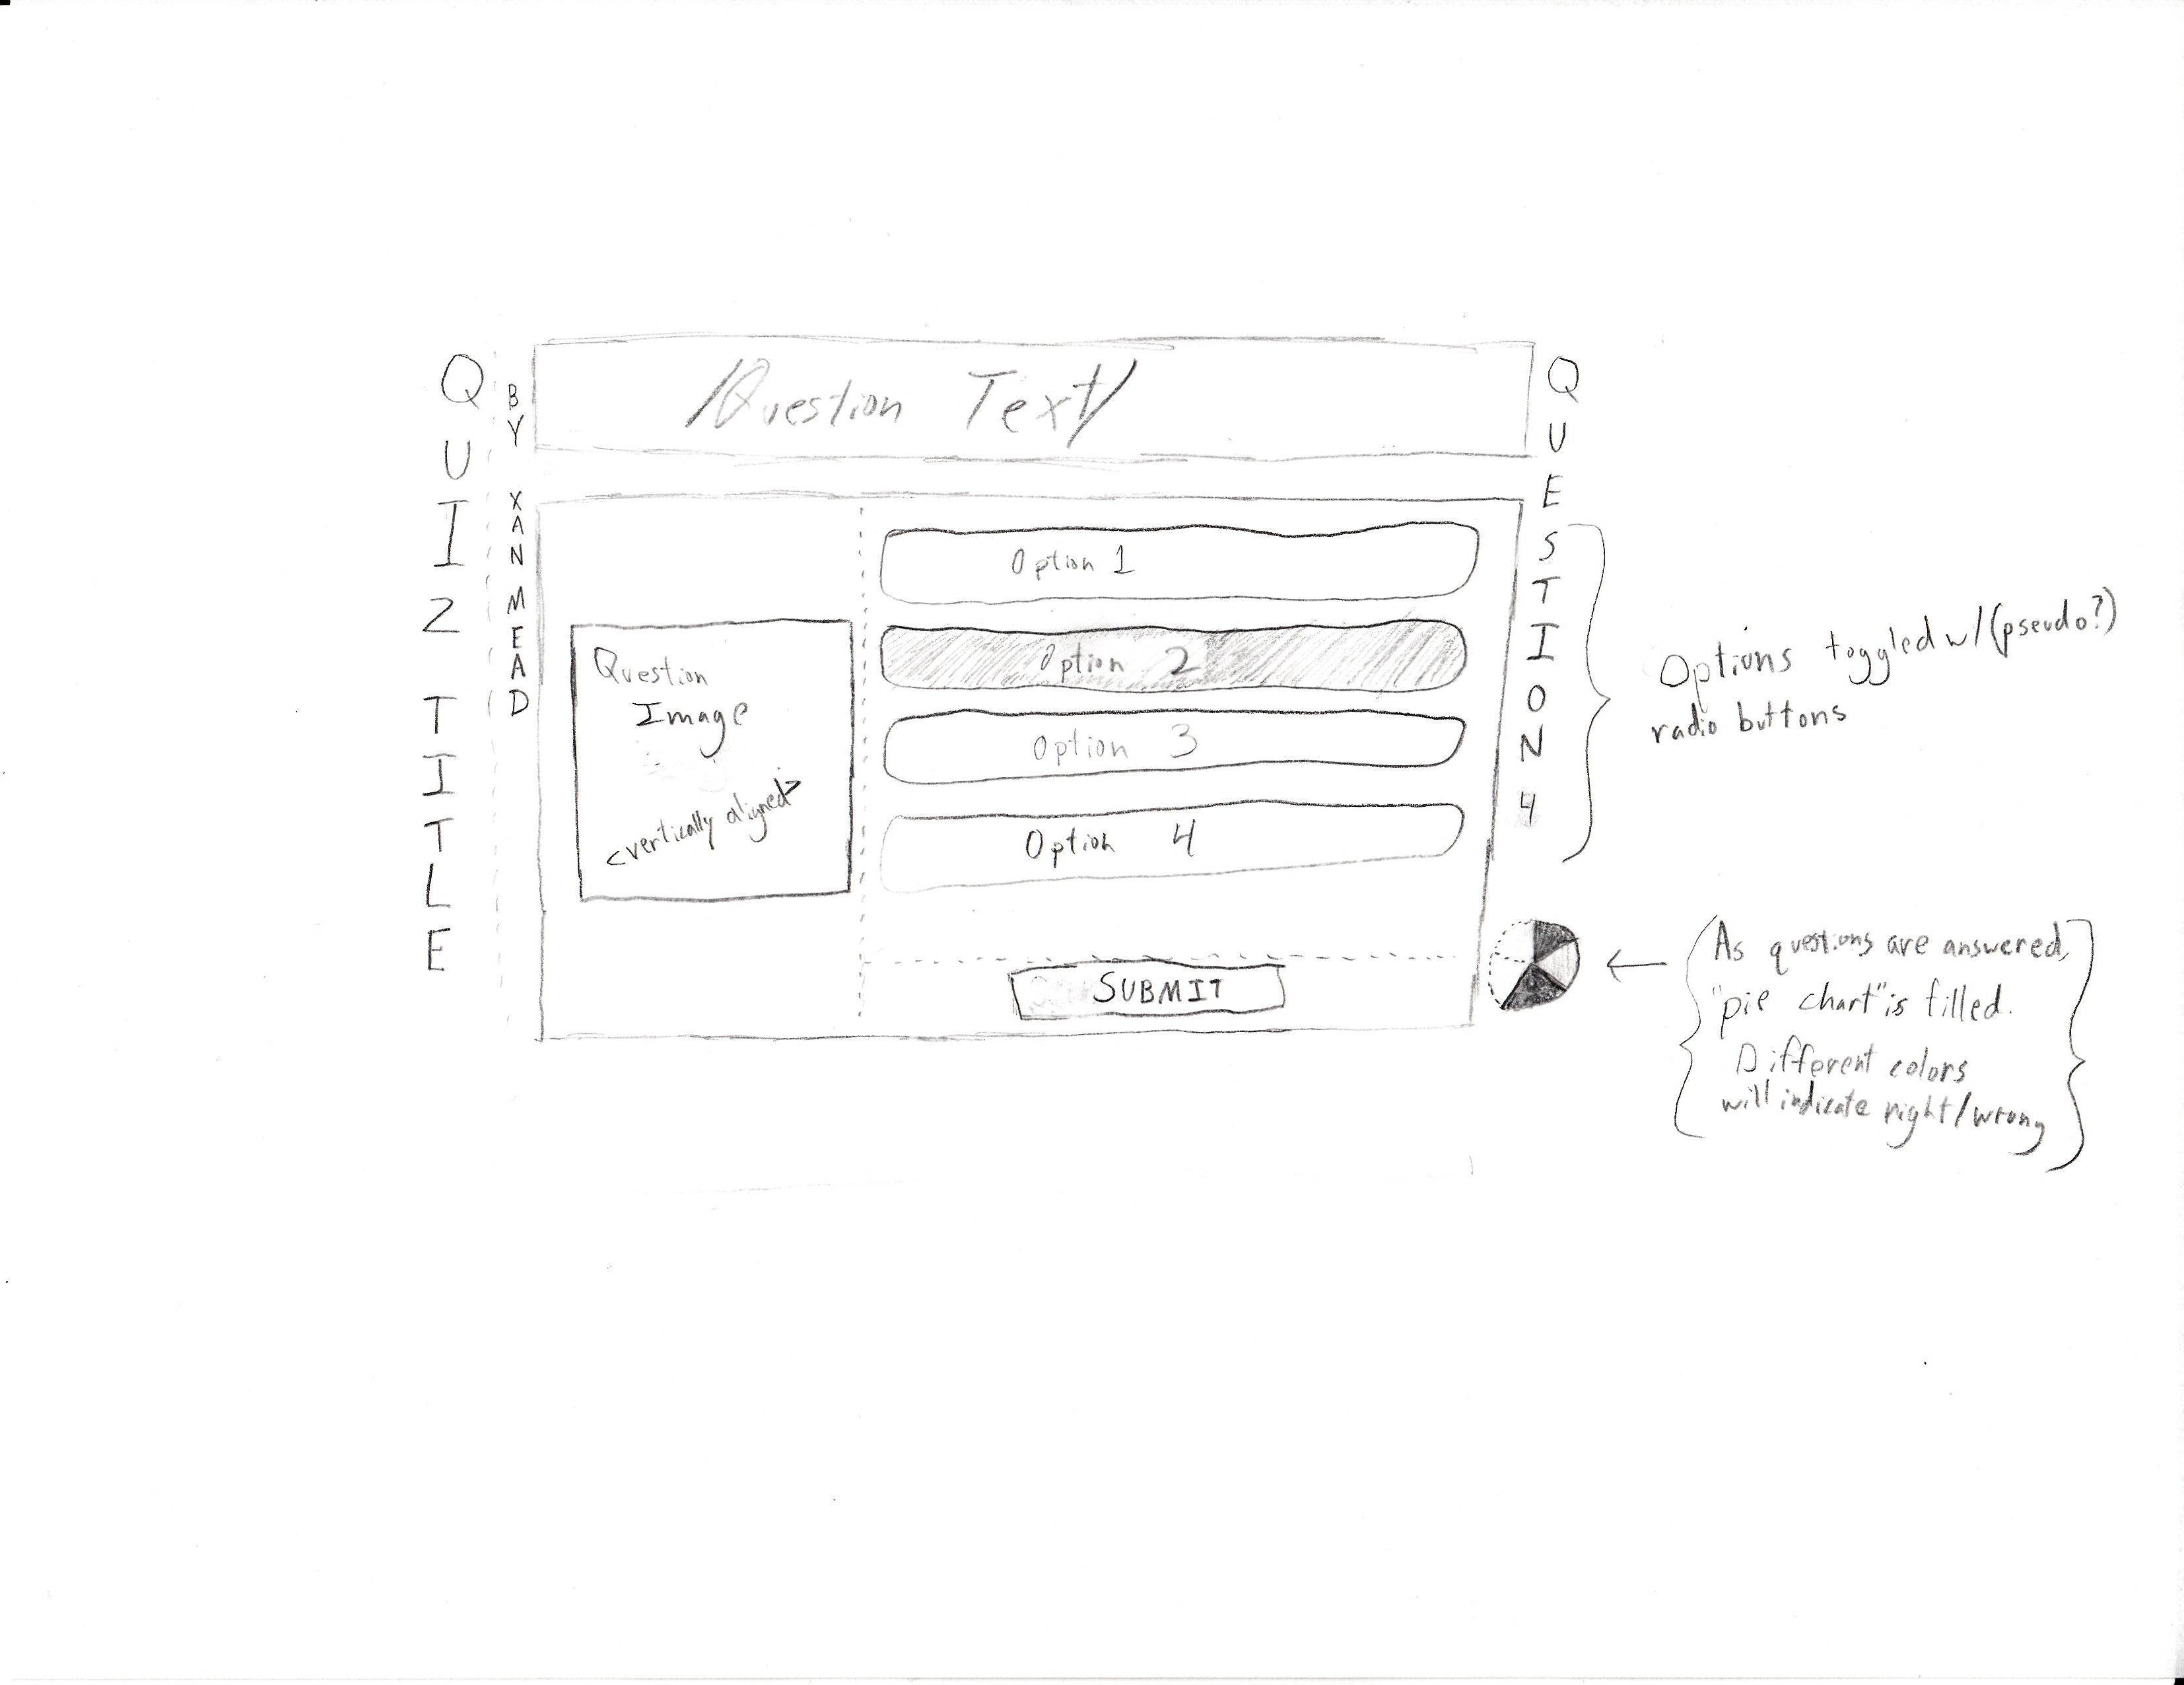 QUIZ TITLE
BY XAN MEAD
/Question Text/
QUESTION 4
Question
Image
<vertically aligned>
Option 1
Option 2
Option 3
Option 4
SUBMIT
Options toggled w/(pseudo?)
radio buttons
As questions are answered,
"pie chart" is filled.
Different colors
will indicate right/wrong